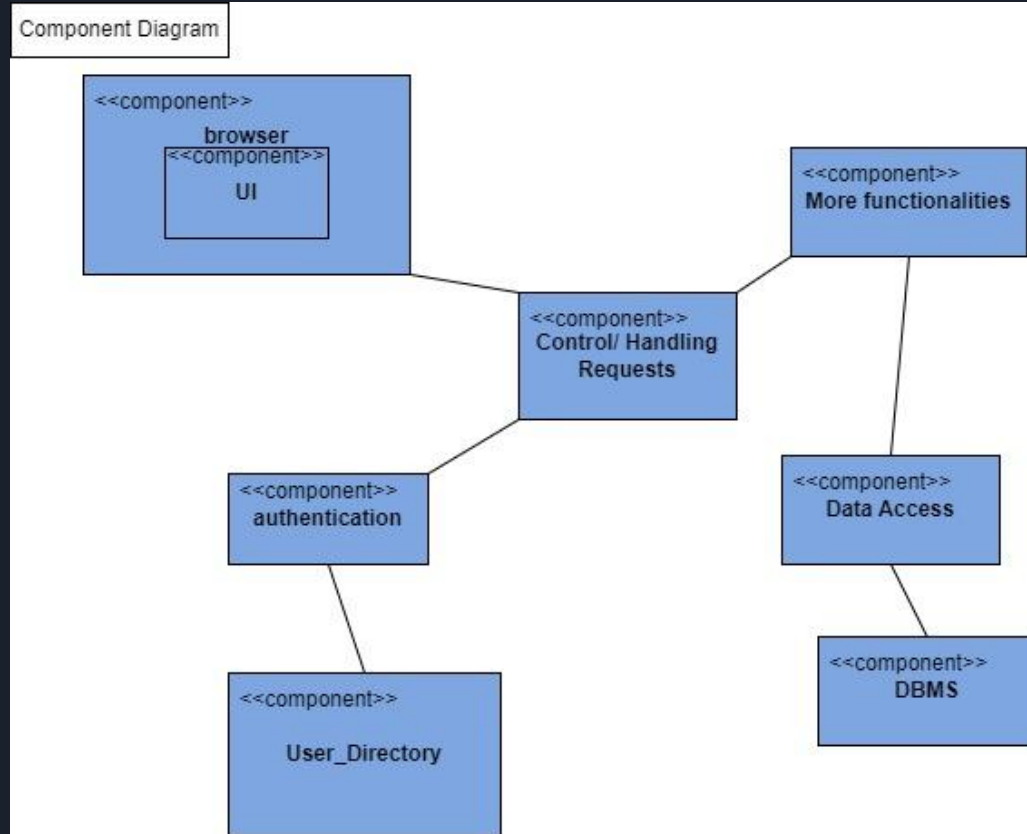 Component Diagram
<<component>>
browser
<<component>>
UI
<<component>>
More functionalities
<<component>>
Control/ Handling
Requests
<<component>>
authentication
<<component>>
Data Access
<<component>>
DBMS
<<component>>
User_Directory